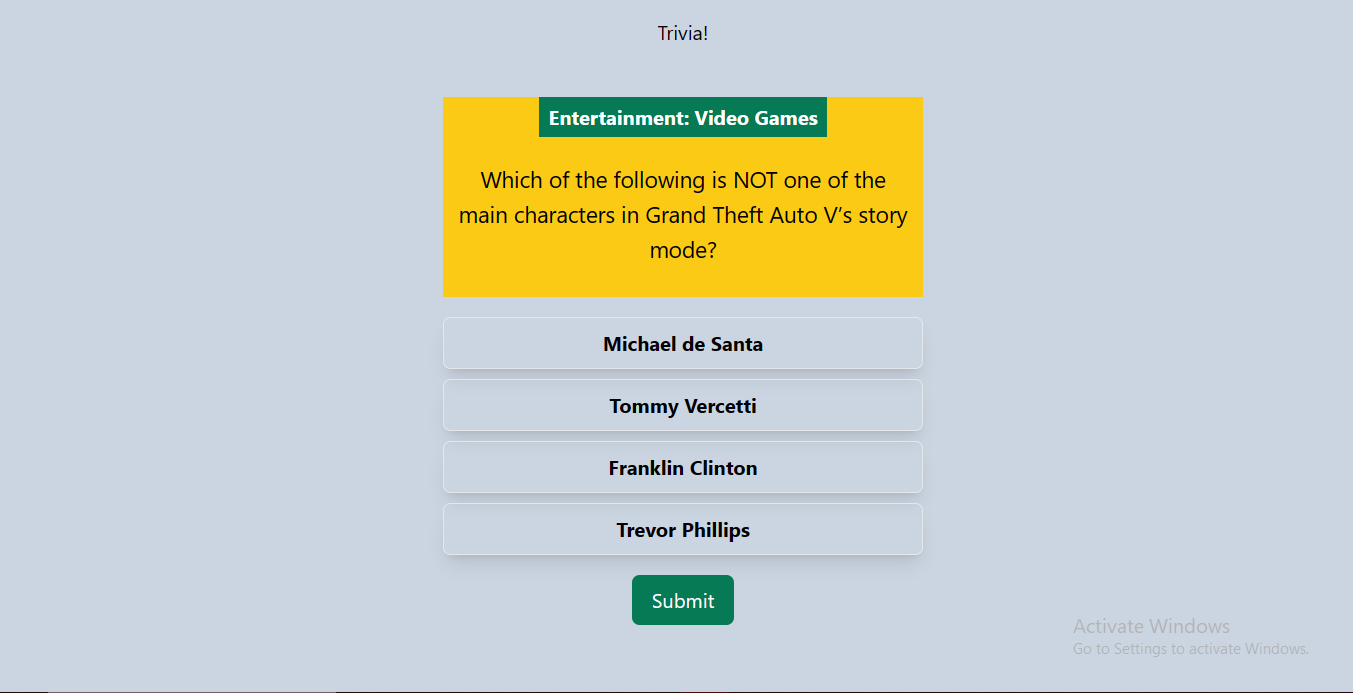 Trivia!
Entertainment: Video Games
Which of the following is NOT one of the
main characters in Grand Theft Auto V’s story
mode?
Michael de Santa
Tommy Vercetti
Franklin Clinton
Trevor Phillips
Submit
Activate Windows
Go to Settings to activate Windows.